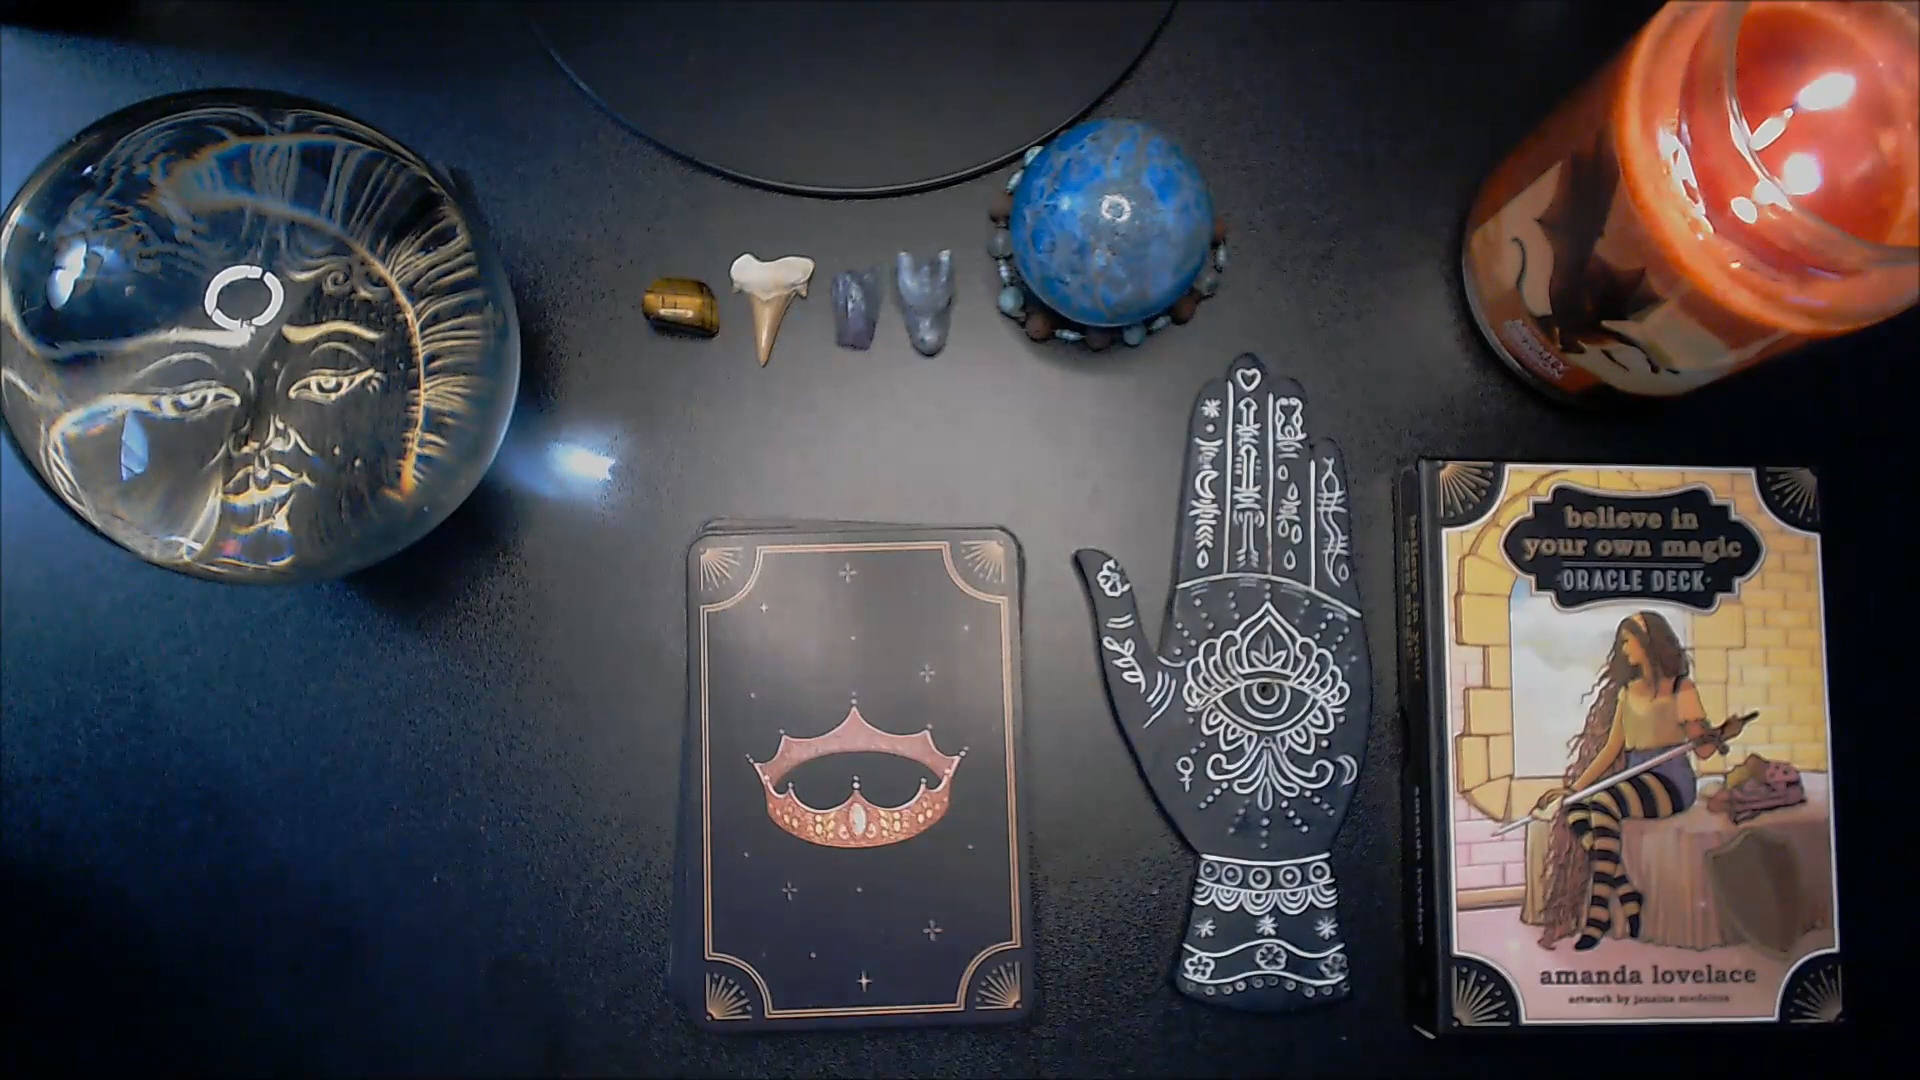 believe in
your own magic
ORACLE DECK
amanda lovelace
artwork by janaina medeiros